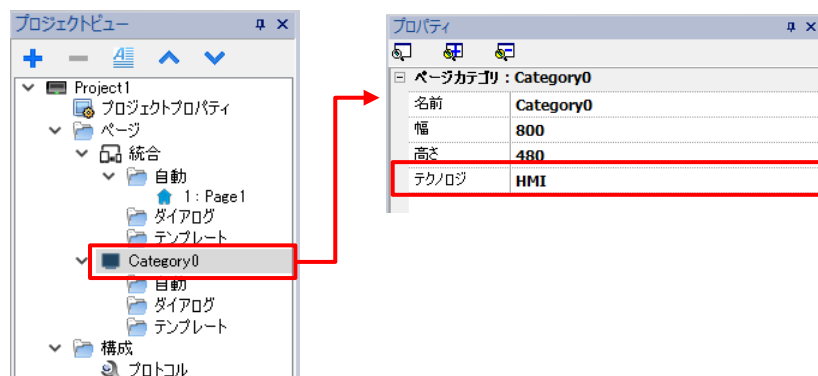 プロジェクトビュー
Project1
プロジェクトプロパティ
ページ
統合
自動
1 : Page1
ダイアログ
テンプレート
Category0
自動
ダイアログ
テンプレート
構成
プロトコル
プロパティ
ページカテゴリ : Category0
名前 Category0
幅 800
高さ 480
テクノロジ HMI